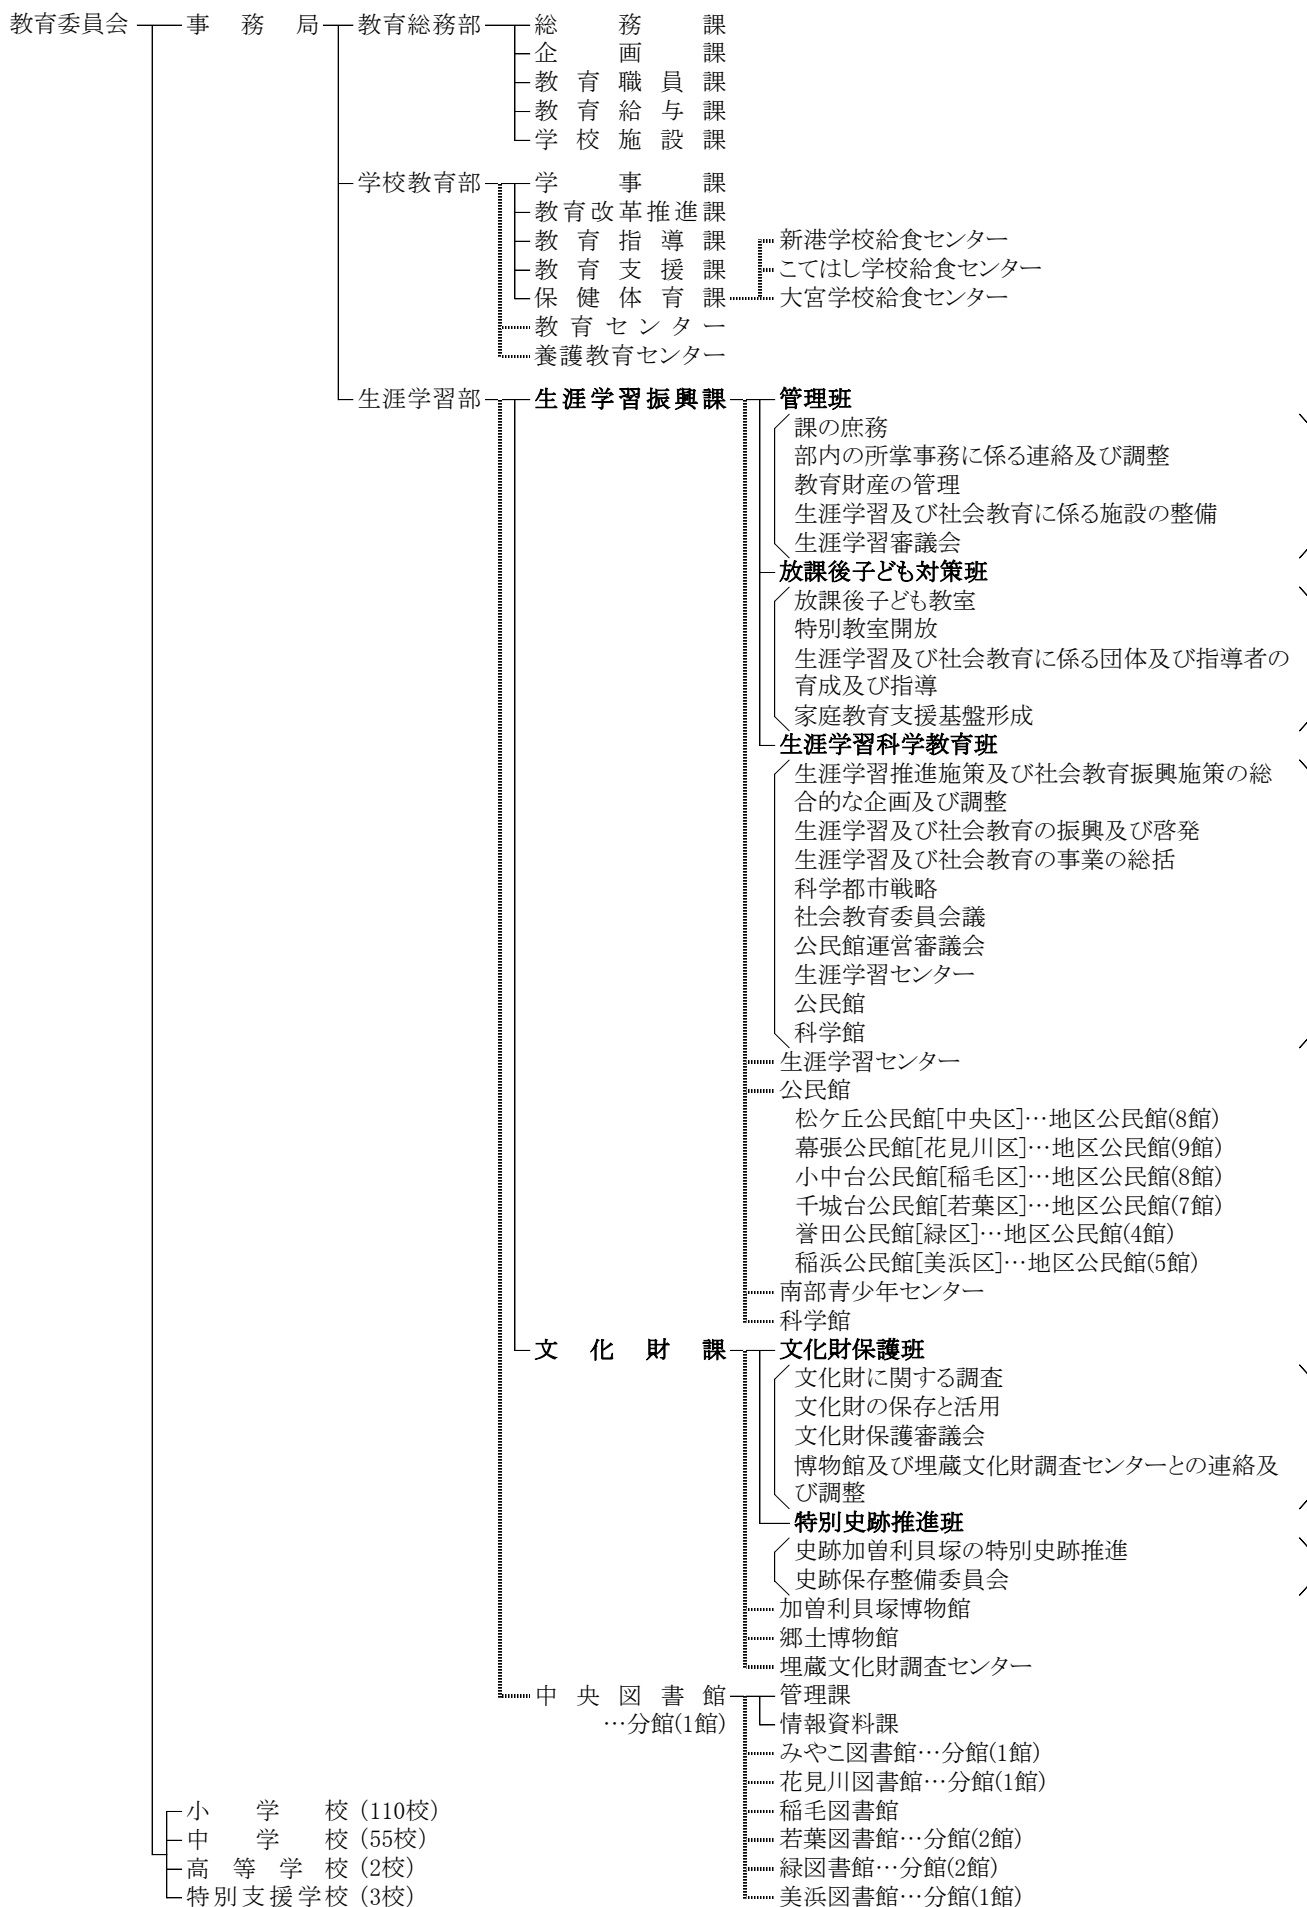 教育委員会 事務局 教育総務部 総務課
企画課
教育職員課
教育給与課
学校施設課
学校教育部 学事課
教育改革推進課
教育指導課 新港学校給食センター
教育支援課 こてはし学校給食センター
保健体育課 大宮学校給食センター
教育センター
養護教育センター
生涯学習部 生涯学習振興課 管理班
課の庶務
部内の所掌事務に係る連絡及び調整
教育財産の管理
生涯学習及び社会教育に係る施設の整備
生涯学習審議会
放課後子ども対策班
放課後子ども教室
特別教室開放
生涯学習及び社会教育に係る団体及び指導者の
育成及び指導
家庭教育支援基盤形成
生涯学習科学教育班
生涯学習推進施策及び社会教育振興施策の総
合的な企画及び調整
生涯学習及び社会教育の振興及び啓発
生涯学習及び社会教育の事業の総括
科学都市戦略
社会教育委員会議
公民館運営審議会
生涯学習センター
公民館
科学館
生涯学習センター
公民館
松ケ丘公民館[中央区]…地区公民館(8館)
幕張公民館[花見川区]…地区公民館(9館)
小中台公民館[稲毛区]…地区公民館(8館)
千城台公民館[若葉区]…地区公民館(7館)
誉田公民館[緑区]…地区公民館(4館)
稲浜公民館[美浜区]…地区公民館(5館)
南部青少年センター
科学館
文化財課 文化財保護班
文化財に関する調査
文化財の保存と活用
文化財保護審議会
博物館及び埋蔵文化財調査センターとの連絡及
び調整
特別史跡推進班
史跡加曽利貝塚の特別史跡推進
史跡保存整備委員会
加曽利貝塚博物館
郷土博物館
埋蔵文化財調査センター
中央図書館 管理課
…分館(1館) 情報資料課
みやこ図書館…分館(1館)
花見川図書館…分館(1館)
小学校 (110校) 稲毛図書館
中学校 (55校) 若葉図書館…分館(2館)
高等学校 (2校) 緑図書館…分館(2館)
特別支援学校 (3校) 美浜図書館…分館(1館)